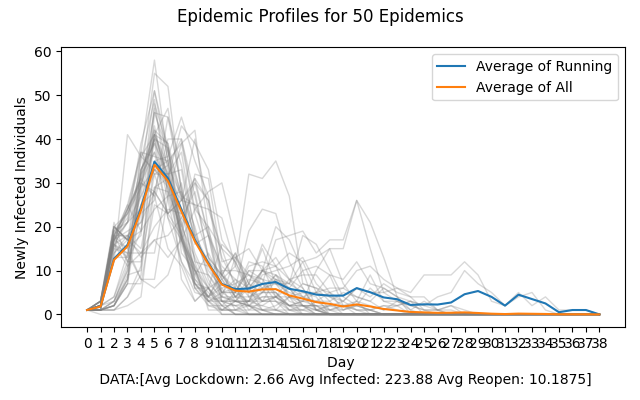 Epidemic Profiles for 50 Epidemics
60
50
40
30
20
10
0
Newly Infected Individuals
Average of Running
Average of All
0 1 2 3 4 5 6 7 8 9 10 11 12 13 14 15 16 17 18 19 20 21 22 23 24 25 26 27 28 29 30 31 32 33 34 35 36 37 38
Day
DATA:[Avg Lockdown: 2.66 Avg Infected: 223.88 Avg Reopen: 10.1875]